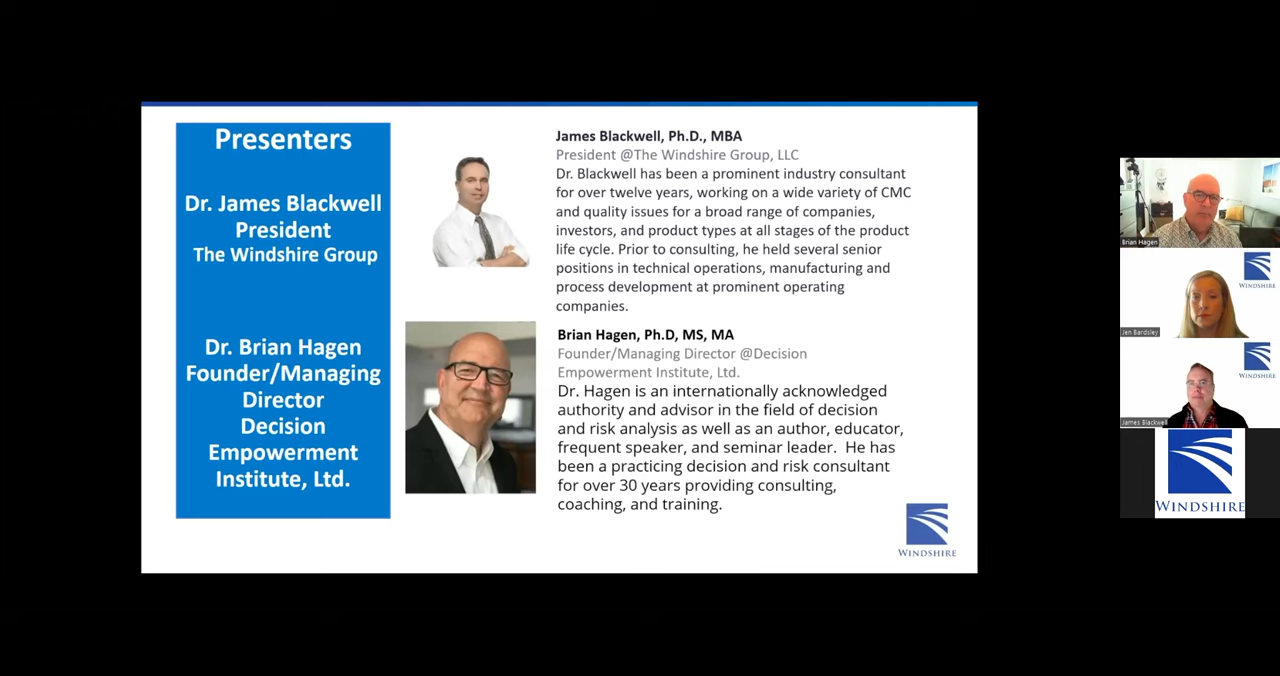 Presenters
Dr. James Blackwell
President
The Windshire Group
Dr. Brian Hagen
Founder/Managing
Director
Decision
Empowerment
Institute, Ltd.
James Blackwell, Ph.D., MBA
President @The Windshire Group, LLC
Dr. Blackwell has been a prominent industry consultant
for over twelve years, working on a wide variety of CMC
and quality issues for a broad range of companies,
investors, and product types at all stages of the product
life cycle. Prior to consulting, he held several senior
positions in technical operations, manufacturing and
process development at prominent operating
companies.
Brian Hagen, Ph.D, MS, MA
Founder/Managing Director @Decision
Empowerment Institute, Ltd.
Dr. Hagen is an internationally acknowledged
authority and advisor in the field of decision
and risk analysis as well as an author, educator,
frequent speaker, and seminar leader.  He has
been a practicing decision and risk consultant
for over 30 years providing consulting,
coaching, and training.
WINDSHIRE
Brian Hagen
WINDSHIRE
Jen Bardsley
WINDSHIRE
James Blackwell
WINDSHIRE